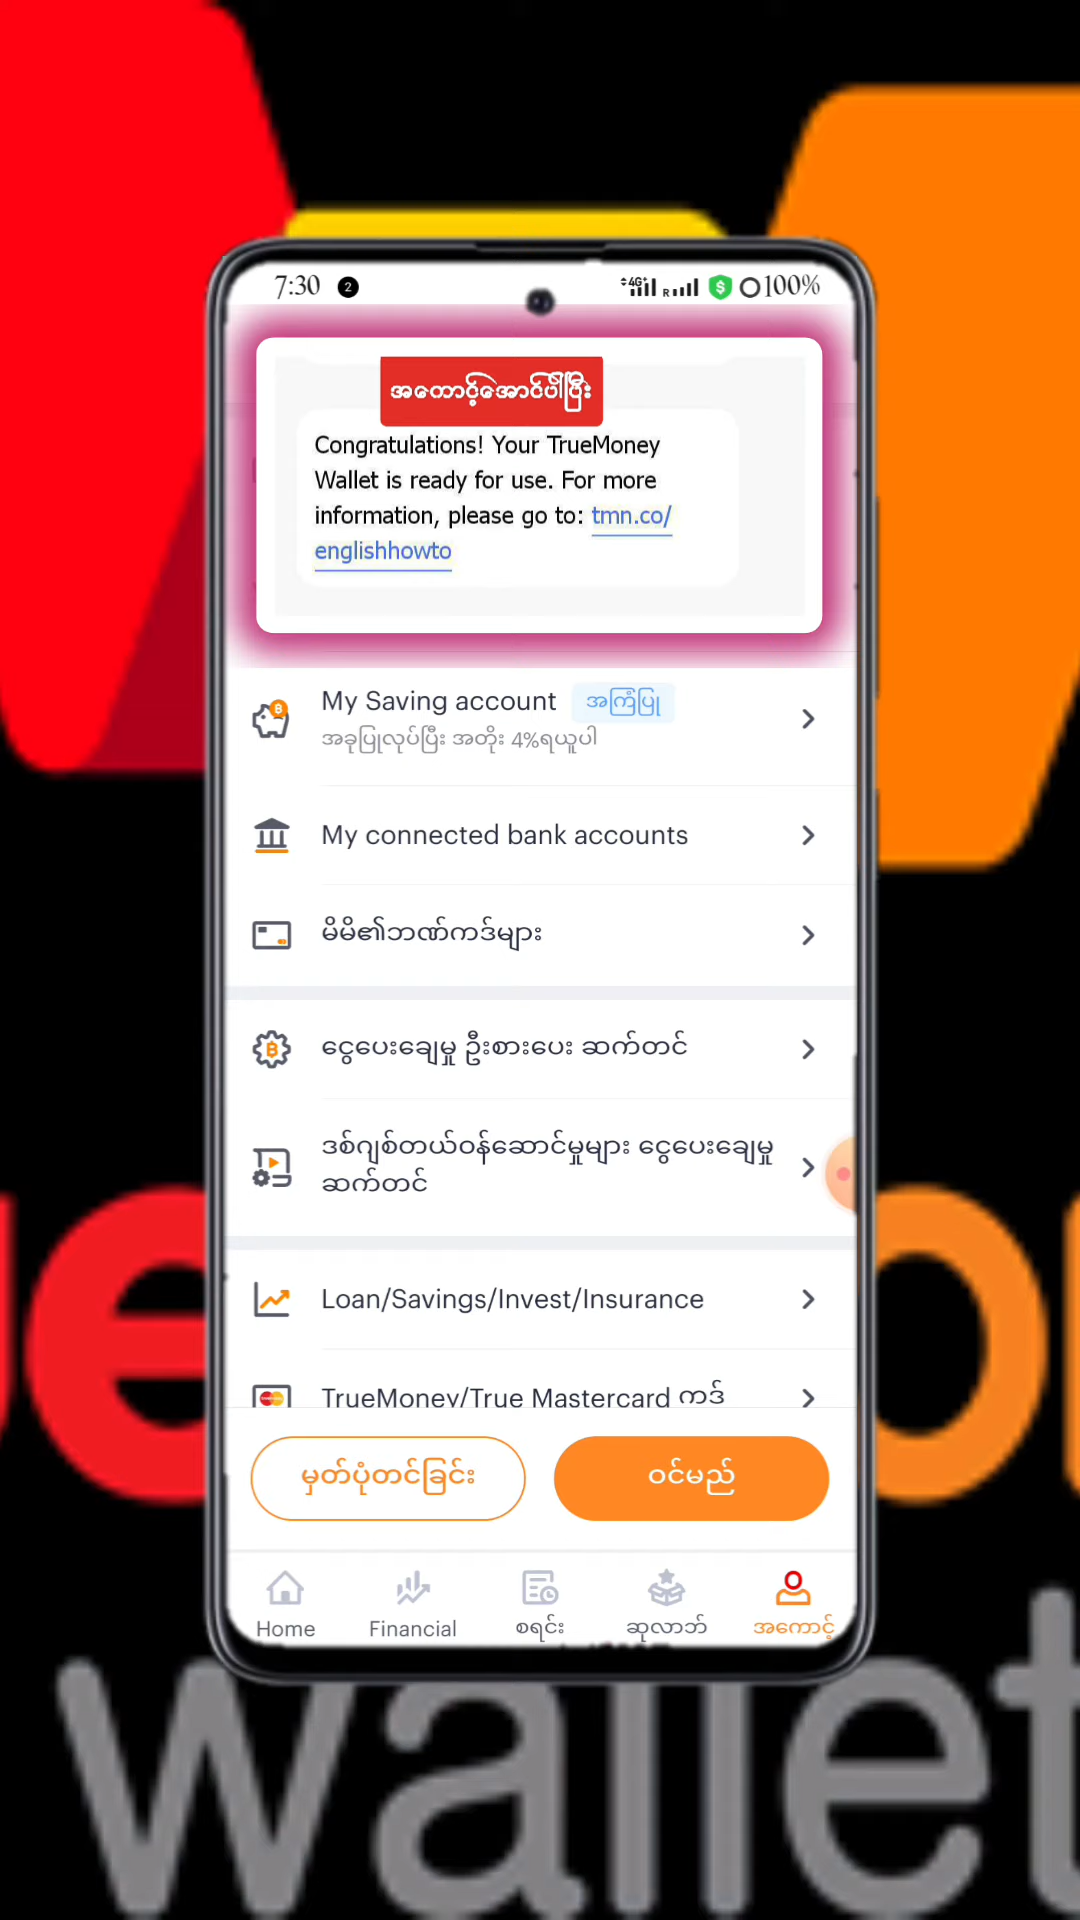 7:30 2 4G+ R 100%
အကောင့်အောင်ပါပြီး
Congratulations! Your TrueMoney
Wallet is ready for use. For more
information, please go to: tmn.co/
englishhowto
My Saving account အကြံပြု
အခုပြုလုပ်ပြီး အတိုး 4%ရယူပါ
My connected bank accounts
မိမိ၏ဘဏ်ကဒ်များ
ငွေပေးချေမှု ဦးစားပေး ဆက်တင်
ဒစ်ဂျစ်တယ်ဝန်ဆောင်မှုများ ငွေပေးချေမှု
ဆက်တင်
Loan/Savings/Invest/Insurance
TrueMoney/True Mastercard ကဒ်
မှတ်ပုံတင်ခြင်း ဝင်မည်
Home Financial စရင်း ဆုလာဘ် အကောင့်
wallet